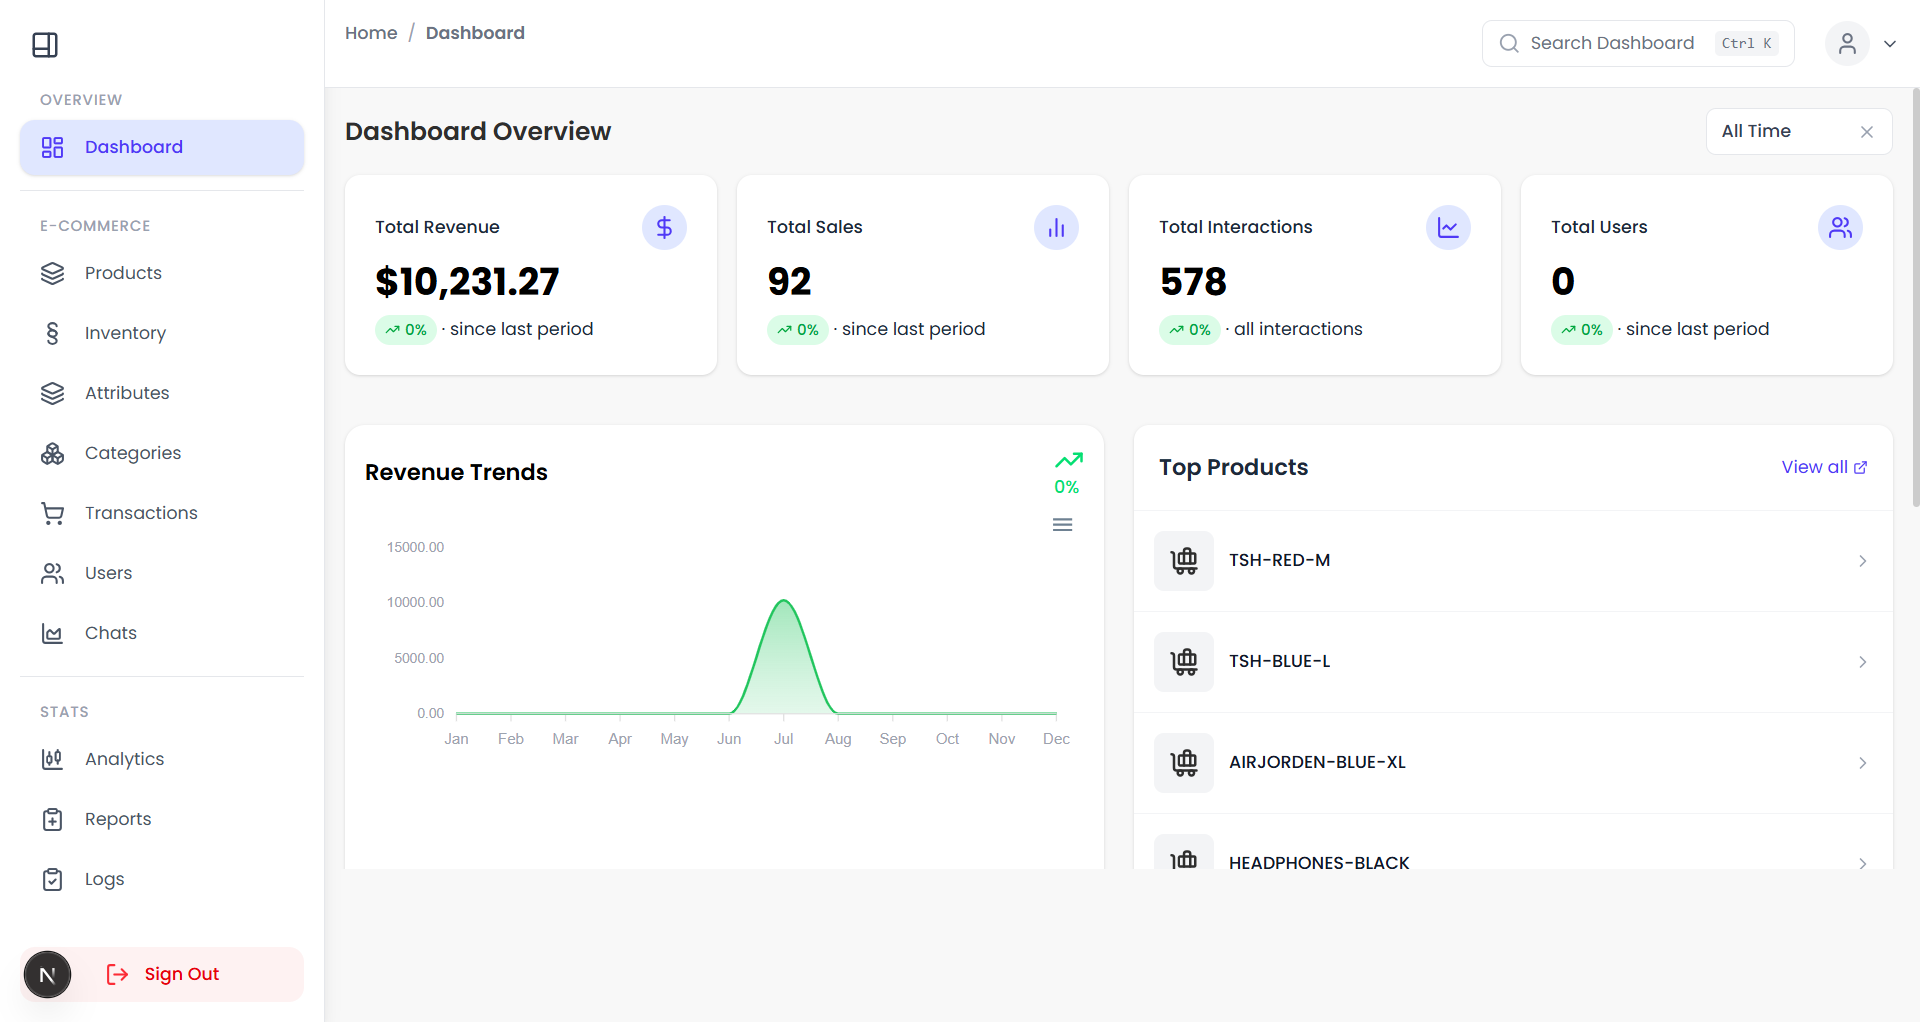 OVERVIEW
Dashboard
E-COMMERCE
Products
Inventory
Attributes
Categories
Transactions
Users
Chats
STATS
Analytics
Reports
Logs
N
Sign Out
Home / Dashboard
Search Dashboard
Ctrl K
Dashboard Overview
All Time
Total Revenue
$10,231.27
0% · since last period
Total Sales
92
0% · since last period
Total Interactions
578
0% · all interactions
Total Users
0
0% · since last period
Revenue Trends
0%
15000.00
10000.00
5000.00
0.00
Jan Feb Mar Apr May Jun Jul Aug Sep Oct Nov Dec
Top Products
View all
TSH-RED-M
TSH-BLUE-L
AIRJORDEN-BLUE-XL
HEADPHONES-BLACK